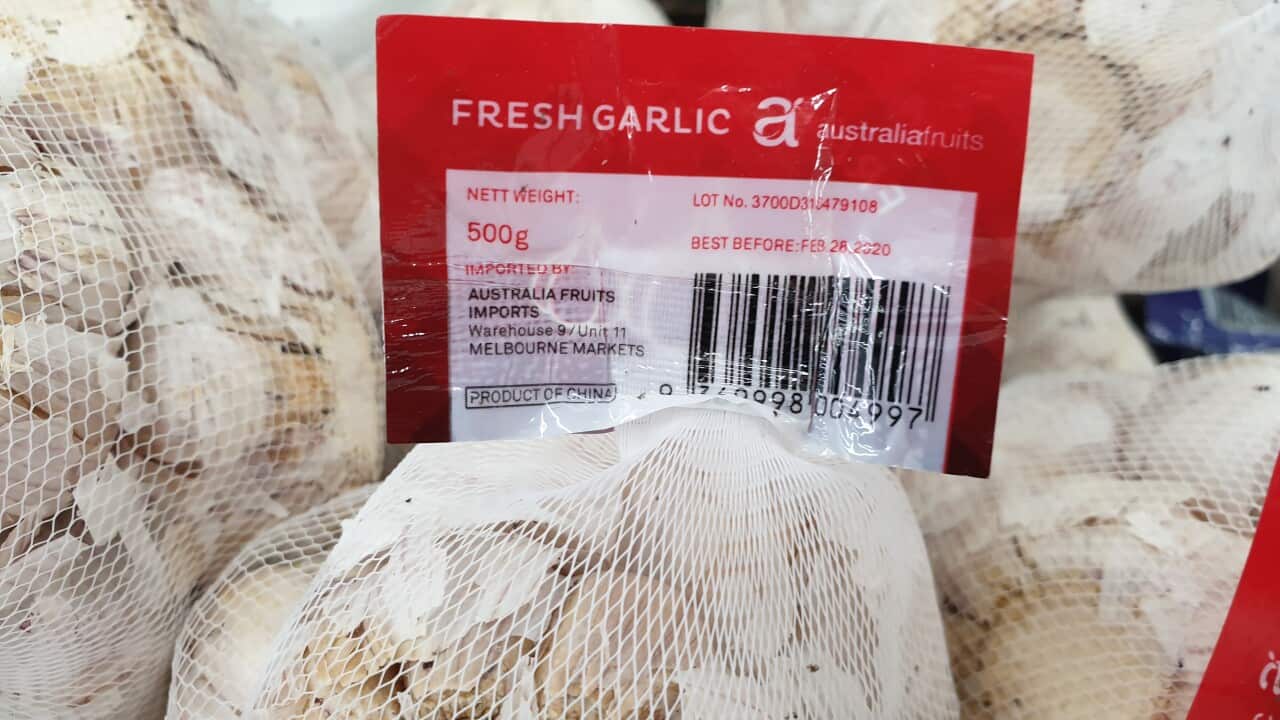 FRESH GARLIC a australiafruits
NETT WEIGHT:
500g
IMPORTED BY:
AUSTRALIA FRUITS
IMPORTS
Warehouse 9/Unit 11
MELBOURNE MARKETS
PRODUCT OF CHINA
LOT No.
BEST BEFORE: FEB 28 2020